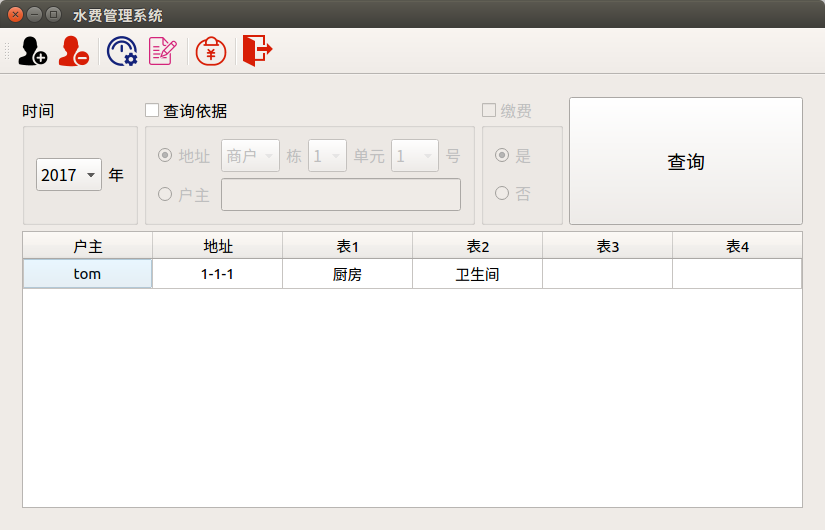 水费管理系统
¥
时间 查询依据 缴费
地址 商户 栋 1 单元 1 号 是
2017 年 查询
户主 否
户主 地址 表1 表2 表3 表4
tom 1-1-1 厨房 卫生间